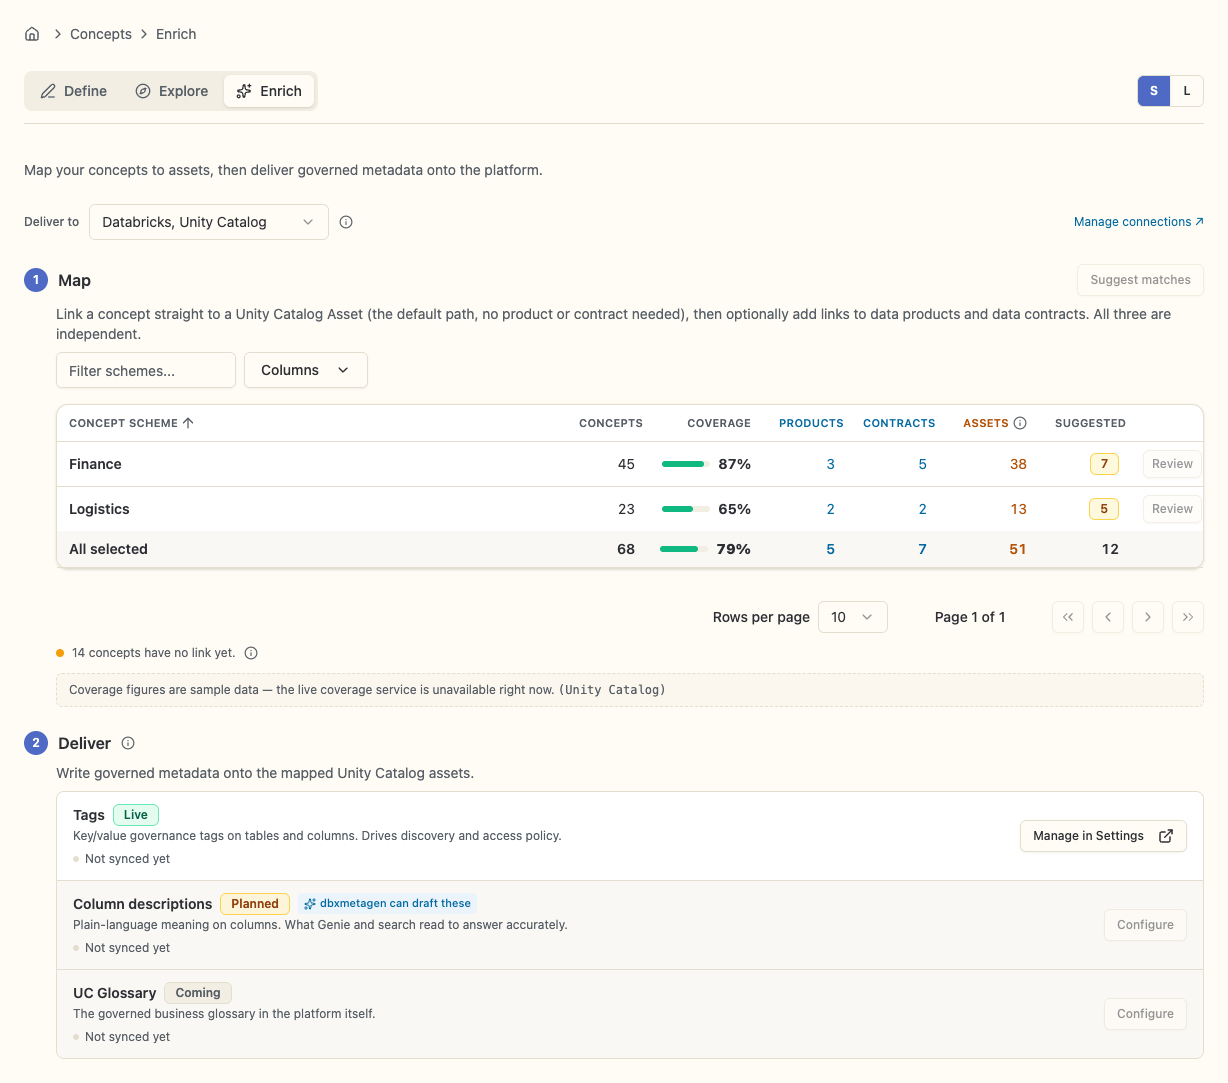 Concepts Enrich
Define Explore Enrich
S L
Map your concepts to assets, then deliver governed metadata onto the platform.
Deliver to Databricks, Unity Catalog
Manage connections
1 Map
Suggest matches
Link a concept straight to a Unity Catalog Asset (the default path, no product or contract needed), then optionally add links to data products and data contracts. All three are
independent.
Filter schemes... Columns
CONCEPT SCHEME CONCEPTS COVERAGE PRODUCTS CONTRACTS ASSETS SUGGESTED
Finance 45 87% 3 5 38 7 Review
Logistics 23 65% 2 2 13 5 Review
All selected 68 79% 5 7 51 12
Rows per page 10 Page 1 of 1
14 concepts have no link yet.
Coverage figures are sample data — the live coverage service is unavailable right now. (Unity Catalog)
2 Deliver
Write governed metadata onto the mapped Unity Catalog assets.
Tags Live
Key/value governance tags on tables and columns. Drives discovery and access policy.
Not synced yet
Manage in Settings
Column descriptions Planned dbxmetagen can draft these
Plain-language meaning on columns. What Genie and search read to answer accurately.
Not synced yet
Configure
UC Glossary Coming
The governed business glossary in the platform itself.
Not synced yet
Configure